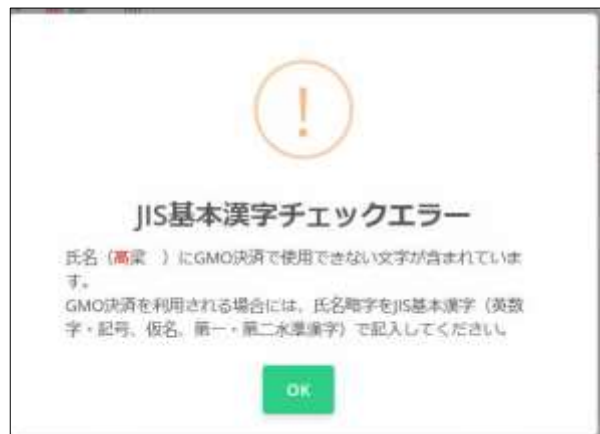 !
JIS基本漢字チェックエラー
氏名（髙梁　）にGMO決済で使用できない文字が含まれていま
す。
GMO決済を利用される場合には、氏名略字をJIS基本漢字（英数
字・記号、仮名、第一・第二水準漢字）で記入してください。
OK